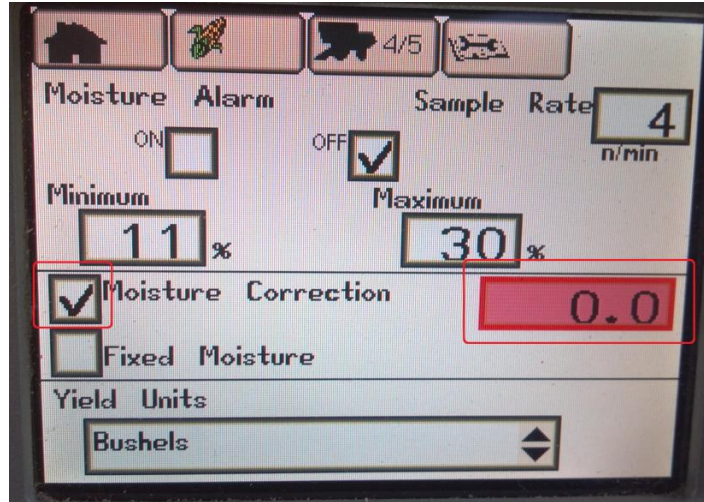 4/5
Moisture Alarm Sample Rate 4
ON OFF n/min
Minimum Maximum
11 % 30 %
Moisture Correction 0.0
Fixed Moisture
Yield Units
Bushels